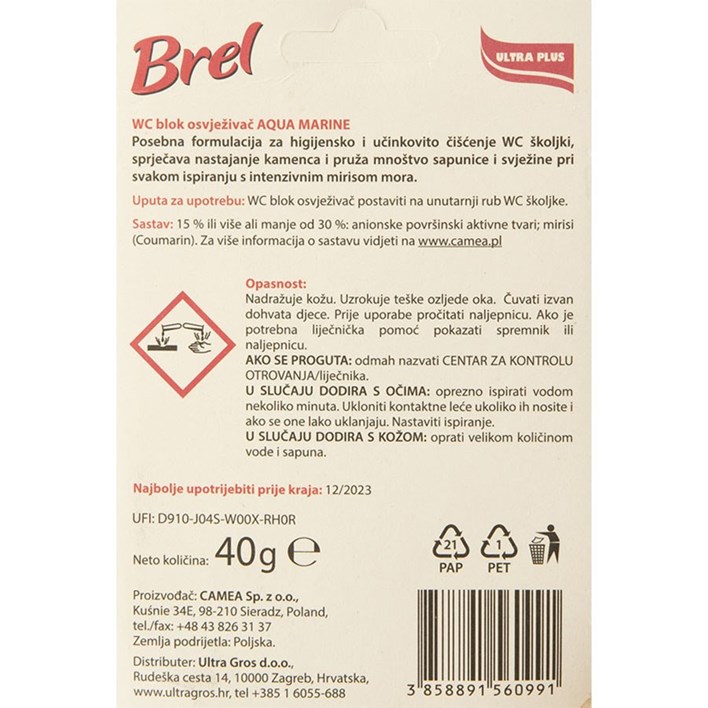 Brel
ULTRA PLUS
WC blok osvježivač AQUA MARINE
Posebna formulacija za higijensko i učinkovito čišćenje WC školjki,
sprječava nastajanje kamenca i pruža mnoštvo sapunice i svježine pri
svakom ispiranju s intenzivnim mirisom mora.
Uputa za upotrebu: WC blok osvježivač postaviti na unutarnji rub WC školjke.
Sastav: 15 % ili više ali manje od 30 %: anionske površinski aktivne tvari; mirisi
(Coumarin). Za više informacija o sastavu vidjeti na www.camea.pl
Opasnost:
Nadražuje kožu. Uzrokuje teške ozljede oka. Čuvati izvan
dohvata djece. Prije uporabe pročitati naljepnicu. Ako je
potrebna liječnička pomoć pokazati spremnik ili
naljepnicu.
AKO SE PROGUTA: odmah nazvati CENTAR ZA KONTROLU
OTROVANJA/liječnika.
U SLUČAJU DODIRA S OČIMA: oprezno ispirati vodom
nekoliko minuta. Ukloniti kontaktne leće ukoliko ih nosite i
ako se one lako uklanjaju. Nastaviti ispiranje.
U SLUČAJU DODIRA S KOŽOM: oprati velikom količinom
vode i sapuna.
Najbolje upotrijebiti prije kraja: 12/2023
UFI: D910-J04S-W00X-RH0R
Neto količina: 40g ℮
21
PAP
1
PET
Proizvođač: CAMEA Sp. z o.o.,
Kuśnie 34E, 98-210 Sieradz, Poland,
tel./fax: +48 43 826 31 37
Zemlja podrijetla: Poljska.
Distributer: Ultra Gros d.o.o.,
Rudeška cesta 14, 10000 Zagreb, Hrvatska,
www.ultragros.hr tel +385 1 6055-688
3 858891 560991